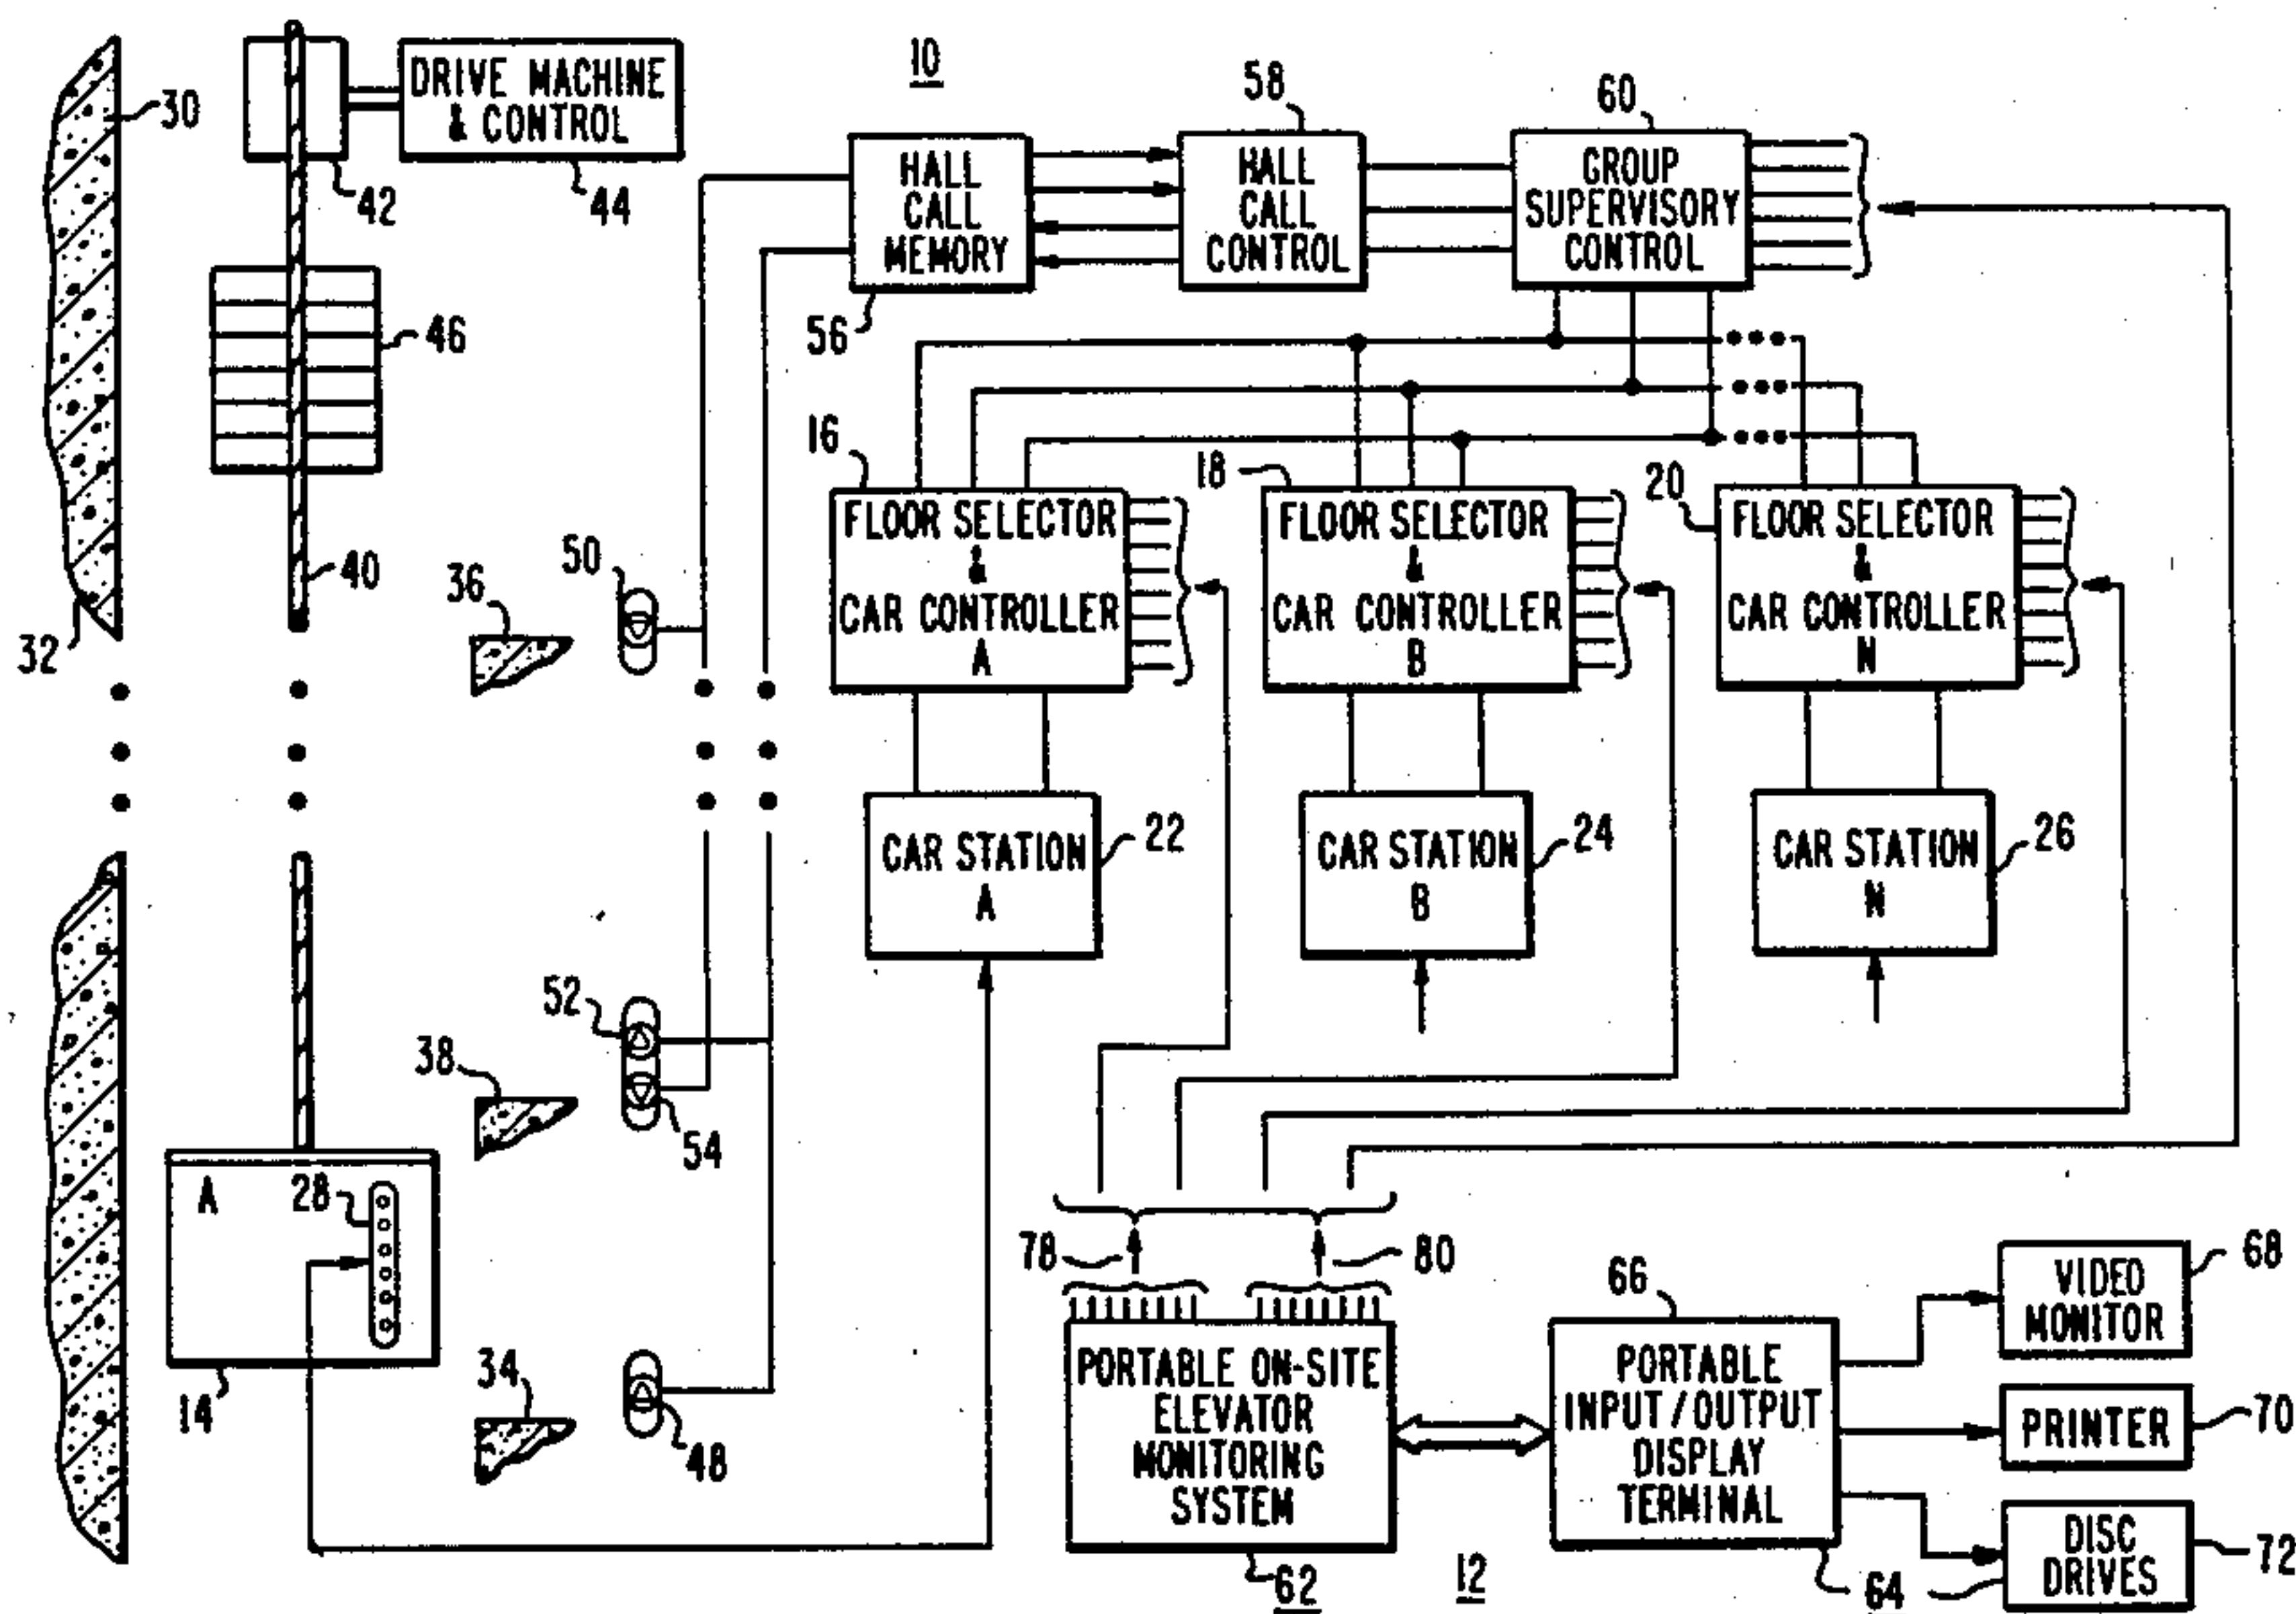 10
30
42
DRIVE MACHINE
& CONTROL
44
46
40
32
36
50
HALL
CALL
MEMORY
56
58
HALL
CALL
CONTROL
60
GROUP
SUPERVISORY
CONTROL
16
FLOOR SELECTOR
&
CAR CONTROLLER
A
18
FLOOR SELECTOR
&
CAR CONTROLLER
B
20
FLOOR SELECTOR
&
CAR CONTROLLER
N
CAR STATION
A
22
CAR STATION
B
24
CAR STATION
N
26
52
38
54
A
28
14
34
48
78
80
PORTABLE ON-SITE
ELEVATOR
MONITORING
SYSTEM
62
66
PORTABLE
INPUT/OUTPUT
DISPLAY
TERMINAL
64
12
VIDEO
MONITOR
68
PRINTER
70
DISC
DRIVES
72